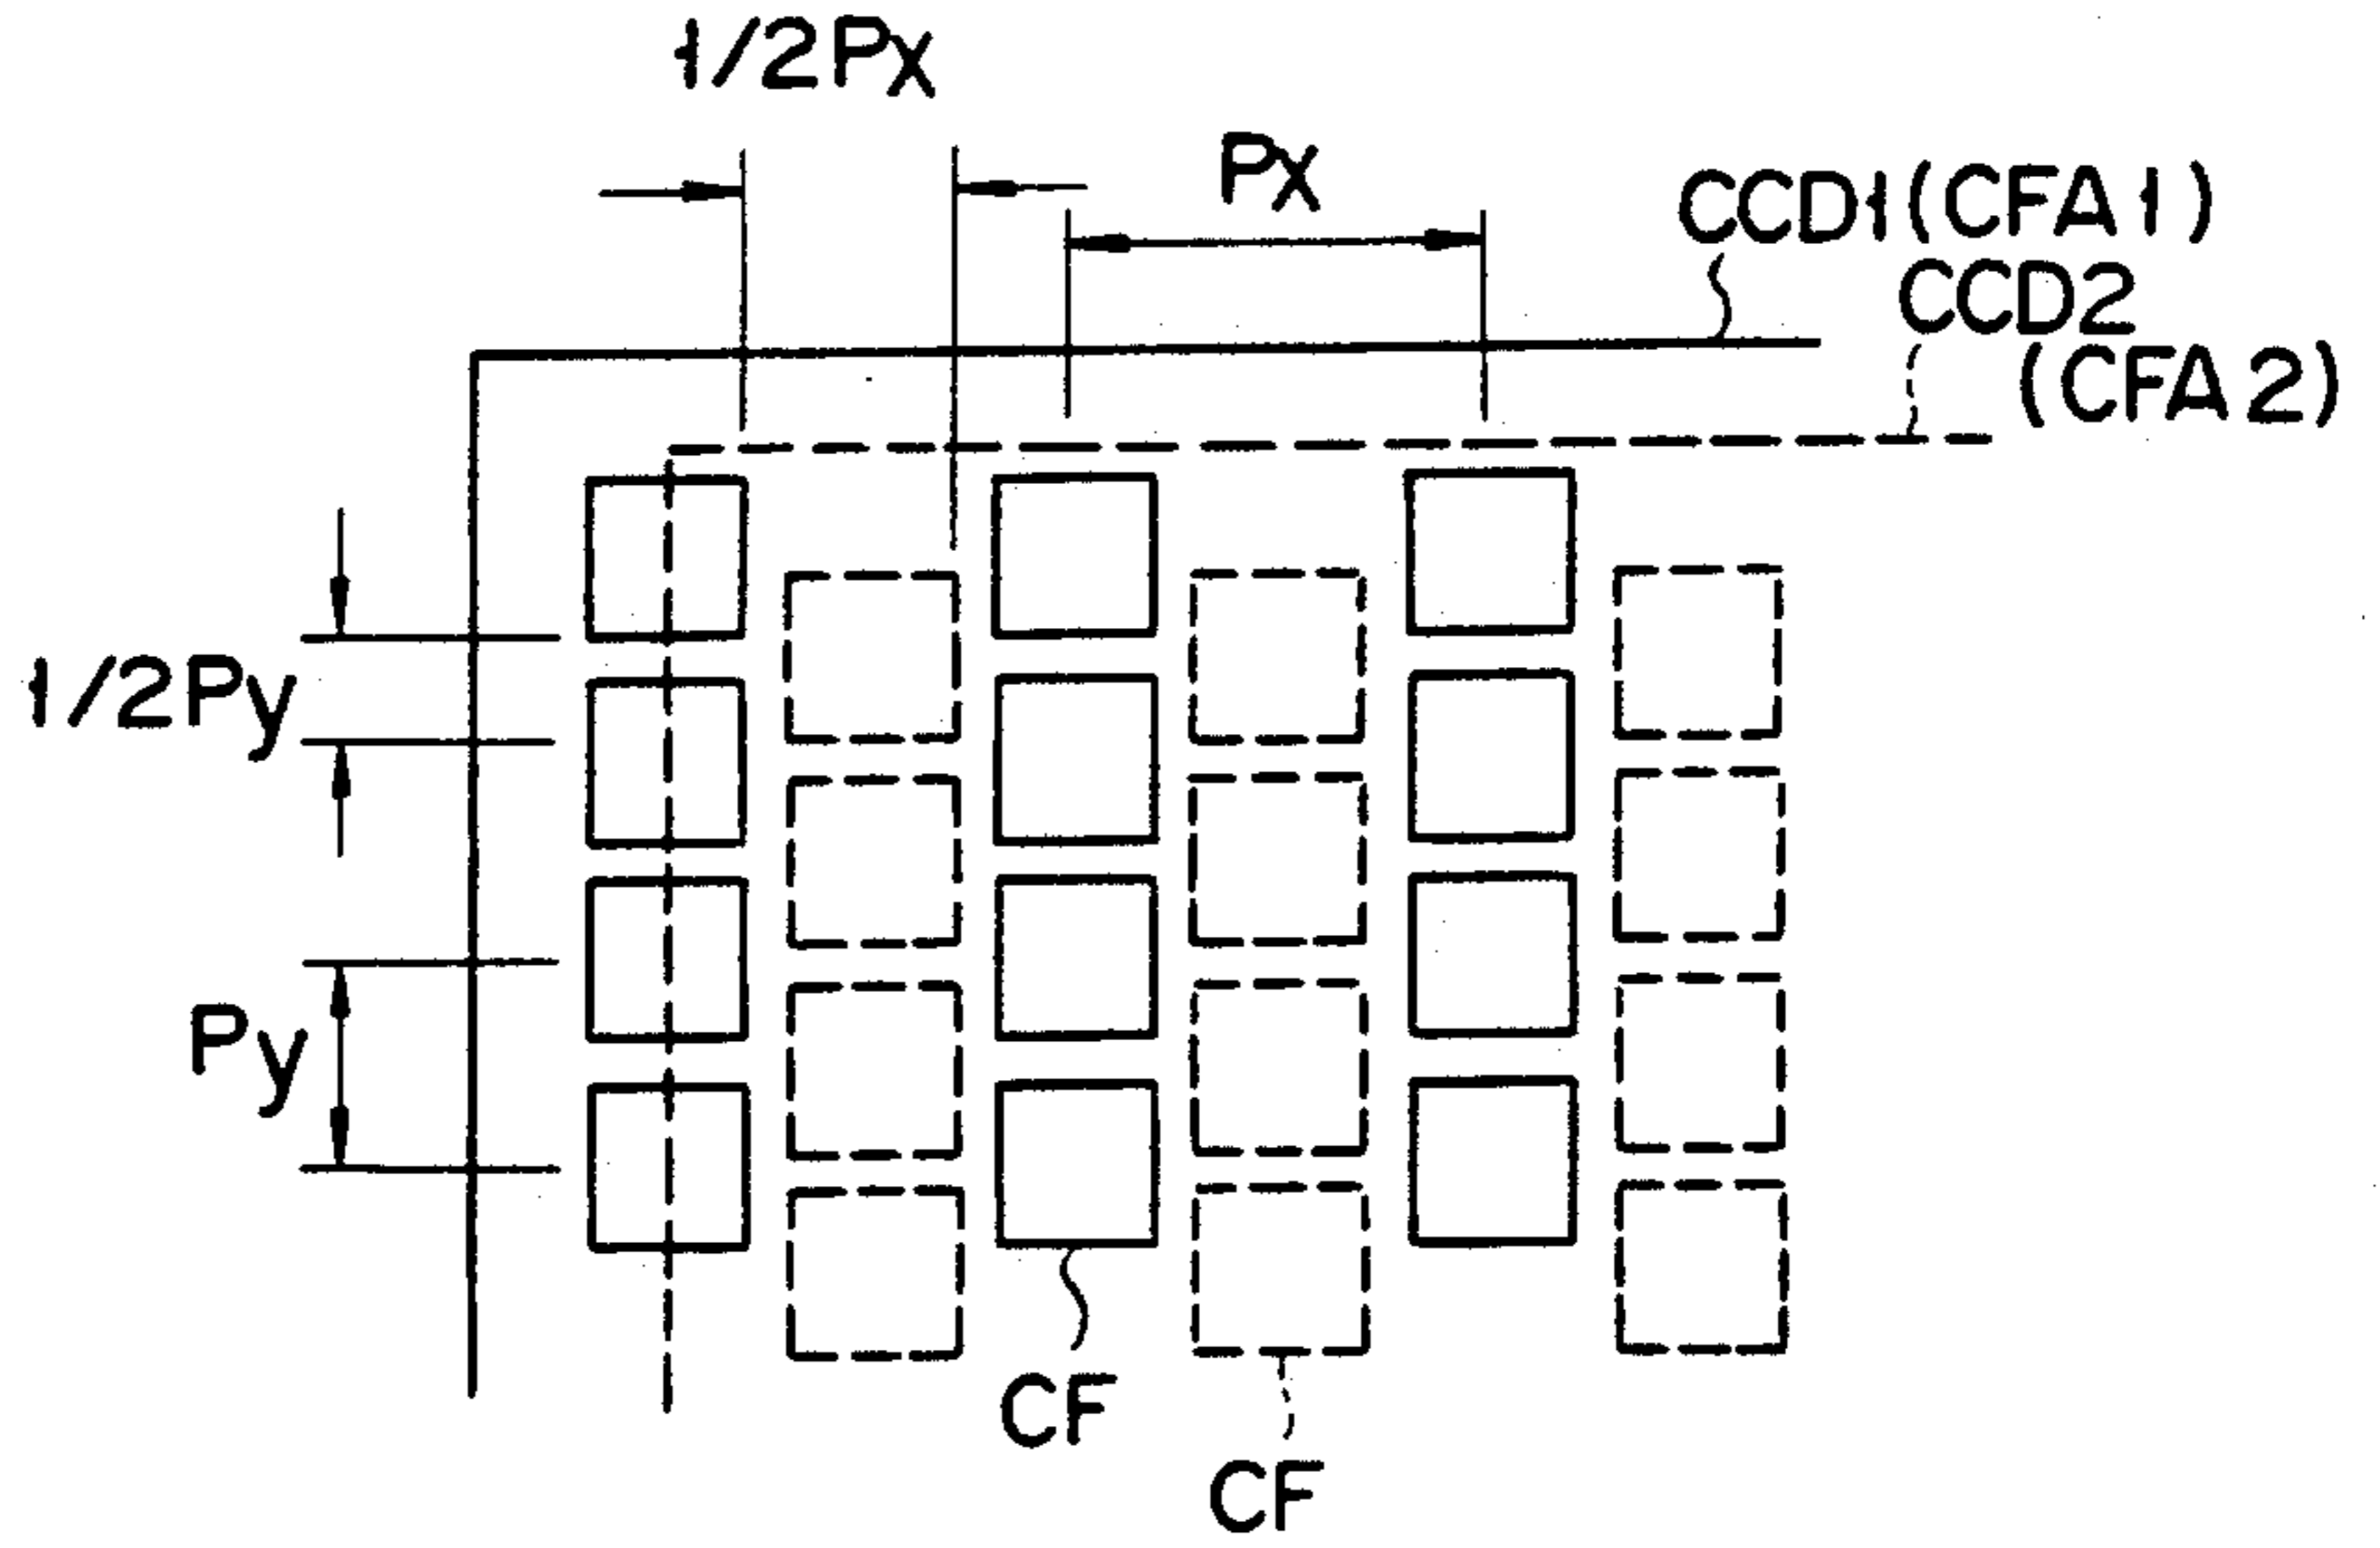 1/2Px
Px
CCD1(CFA1)
CCD2
(CFA2)
1/2Py
Py
CF
CF